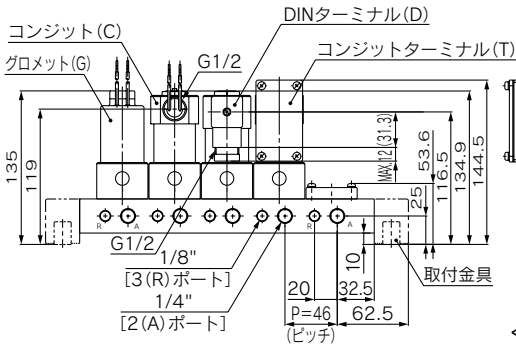 DINターミナル(D)
コンジット(C)
コンジットターミナル(T)
グロメット(G)
G1/2
135
119
MAX.12
(31.3)
53.6
116.5
134.9
144.5
25
R
A
R
A
G1/2
1/8"
[3(R)ポート]
10
取付金具
20
32.5
1/4"
[2(A)ポート]
P=46
(ピッチ)
62.5